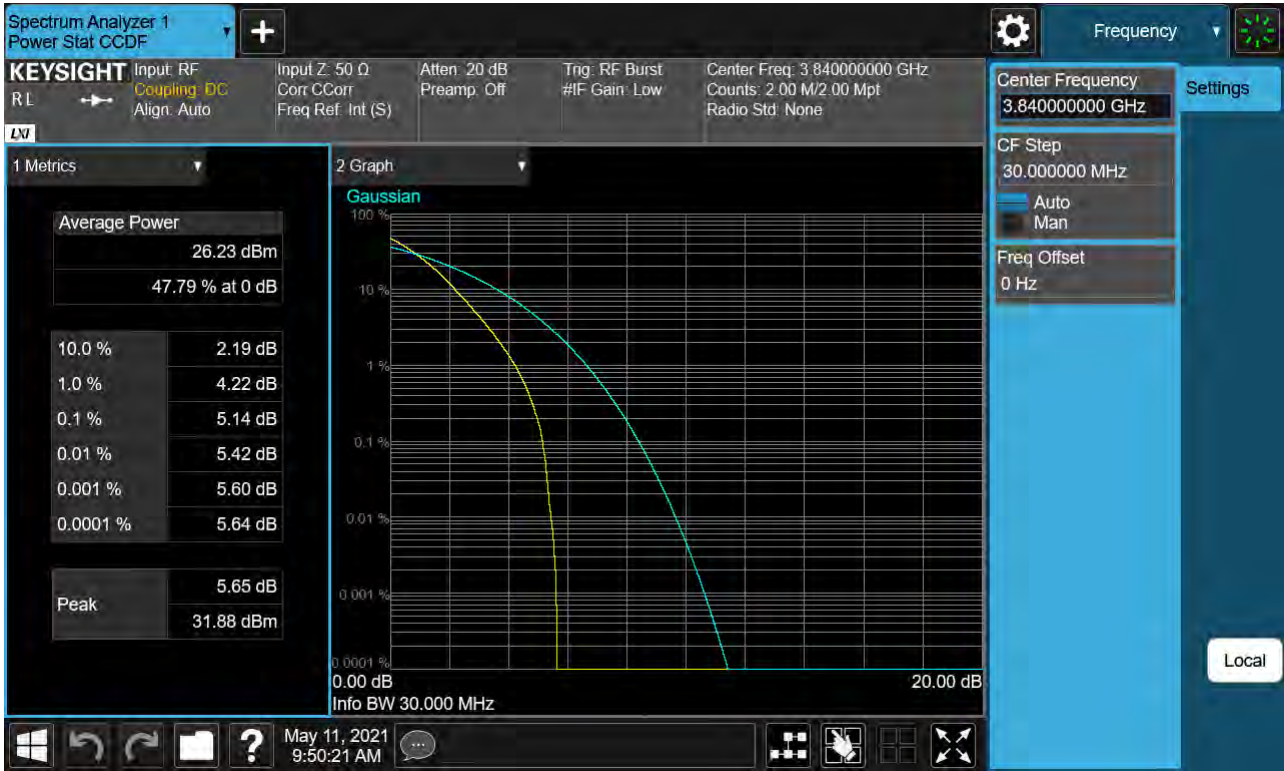 Spectrum Analyzer 1
Power Stat CCDF
+
Frequency
KEYSIGHT
RL
LXI
Input: RF
Coupling: DC
Align: Auto
Input Z: 50 Ω
Corr CCorr
Freq Ref: Int (S)
Atten: 20 dB
Preamp: Off
Trig: RF Burst
#IF Gain: Low
Center Freq: 3.840000000 GHz
Counts: 2.00 M/2.00 Mpt
Radio Std: None
Center Frequency
3.840000000 GHz
Settings
CF Step
30.000000 MHz
Auto
Man
Freq Offset
0 Hz
1 Metrics
Average Power
26.23 dBm
47.79 % at 0 dB
10.0 % 2.19 dB
1.0 % 4.22 dB
0.1 % 5.14 dB
0.01 % 5.42 dB
0.001 % 5.60 dB
0.0001 % 5.64 dB
Peak
5.65 dB
31.88 dBm
2 Graph
Gaussian
100 %
10 %
1 %
0.1 %
0.01 %
0.001 %
0.0001 %
0.00 dB 20.00 dB
Info BW 30.000 MHz
Local
?
May 11, 2021
9:50:21 AM